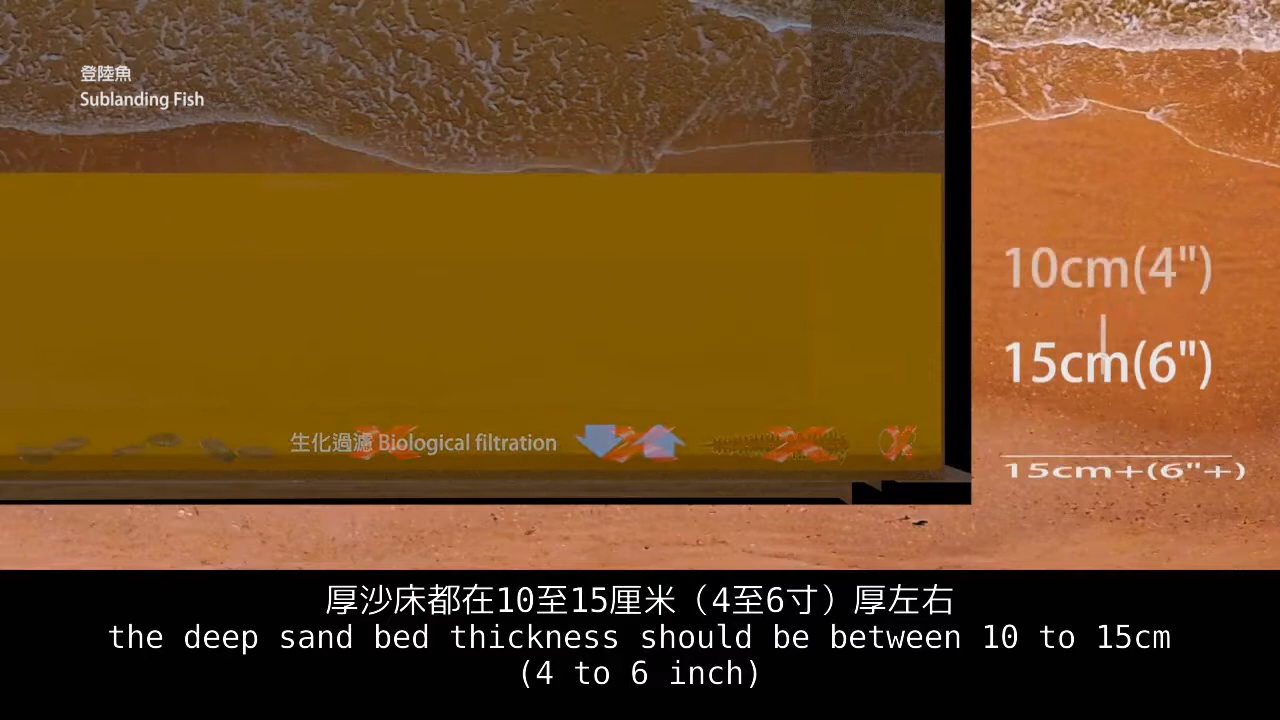 登陸魚
Sublanding Fish
10cm(4")
15cm(6")
15cm+(6"+)
生化過濾 Biological filtration
厚沙床都在10至15厘米（4至6寸）厚左右
the deep sand bed thickness should be between 10 to 15cm
(4 to 6 inch)